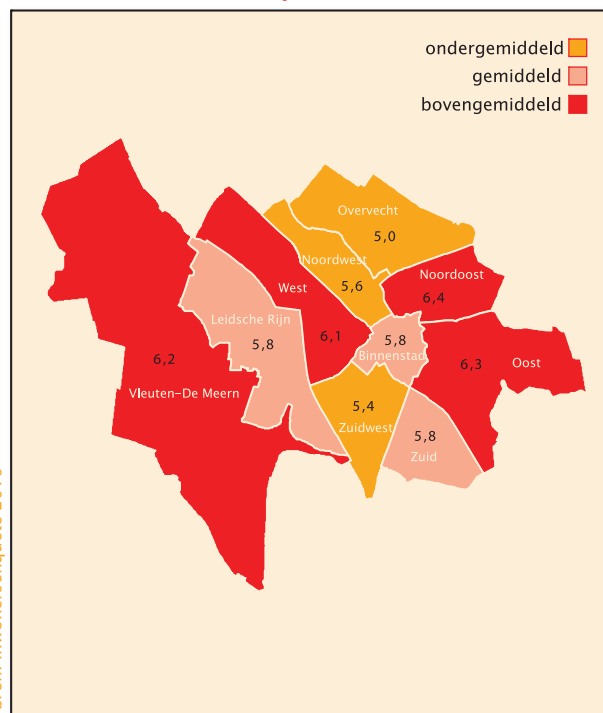 ondergemiddeld
gemiddeld
bovengemiddeld
Overvecht
5,0
Noordwest
5,6
Noordoost
6,4
West
6,1
Leidsche Rijn
5,8
5,8
Binnenstad
6,3
Oost
6,2
Vleuten–De Meern
5,4
Zuidwest
5,8
Zuid